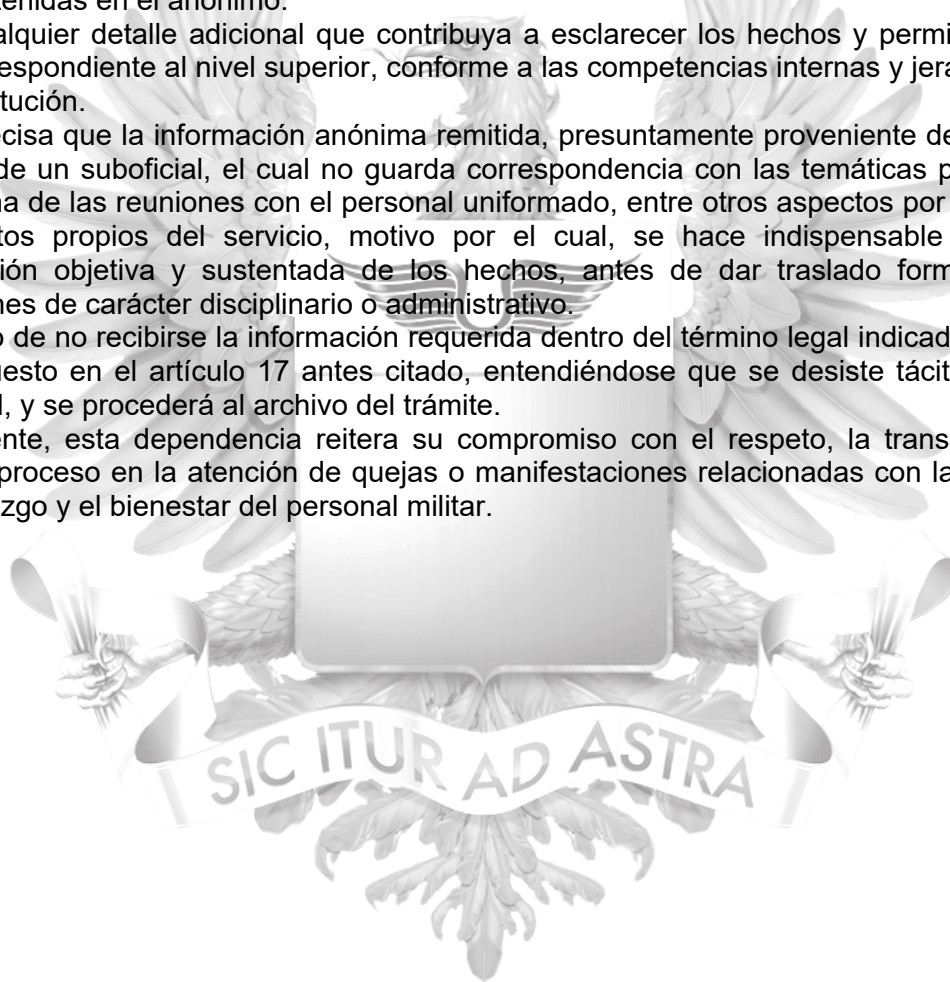 enidas en el anónimo.
alquier detalle adicional que contribuya a esclarecer los hechos y permi
espondiente al nivel superior, conforme a las competencias internas y jera
tución.
cisa que la información anónima remitida, presuntamente proveniente de
de un suboficial, el cual no guarda correspondencia con las temáticas p
a de las reuniones con el personal uniformado, entre otros aspectos por
tos propios del servicio, motivo por el cual, se hace indispensable
ión objetiva y sustentada de los hechos, antes de dar traslado form
nes de carácter disciplinario o administrativo.
o de no recibirse la información requerida dentro del término legal indicad
uesto en el artículo 17 antes citado, entendiéndose que se desiste tácit
l, y se procederá al archivo del trámite.
ente, esta dependencia reitera su compromiso con el respeto, la trans
proceso en la atención de quejas o manifestaciones relacionadas con la
zgo y el bienestar del personal militar.
SIC ITUR AD ASTRA